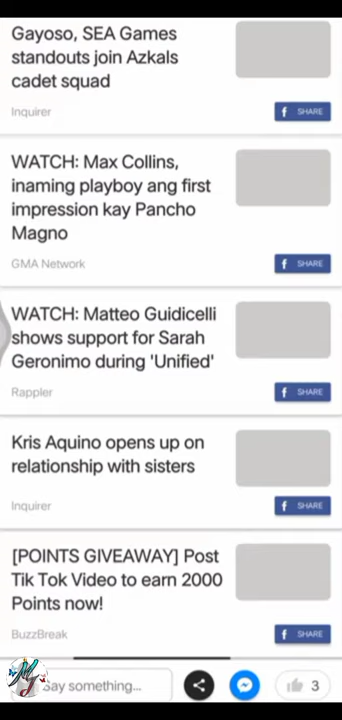 Gayoso, SEA Games
standouts join Azkals
cadet squad
Inquirer
f SHARE
WATCH: Max Collins,
inaming playboy ang first
impression kay Pancho
Magno
GMA Network
f SHARE
WATCH: Matteo Guidicelli
shows support for Sarah
Geronimo during 'Unified'
Rappler
f SHARE
Kris Aquino opens up on
relationship with sisters
Inquirer
f SHARE
[POINTS GIVEAWAY] Post
Tik Tok Video to earn 2000
Points now!
BuzzBreak
f SHARE
Say something...
3